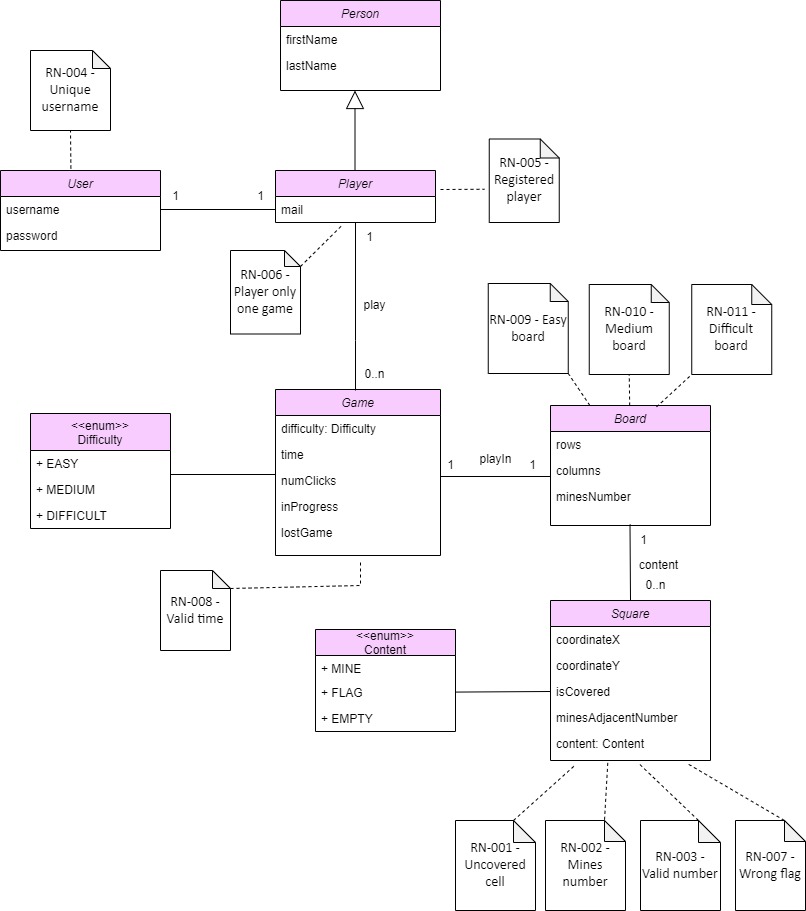 Person
firstName
lastName
RN-004 -
Unique
username
User
username
password
1
1
Player
mail
RN-005 -
Registered
player
RN-006 -
Player only
one game
1
play
0..n
RN-009 - Easy
board
RN-010 -
Medium
board
RN-011 -
Difficult
board
<<enum>>
Difficulty
+ EASY
+ MEDIUM
+ DIFFICULT
Game
difficulty: Difficulty
time
numClicks
inProgress
lostGame
1
playIn
1
Board
rows
columns
minesNumber
1
content
0..n
RN-008 -
Valid time
<<enum>>
Content
+ MINE
+ FLAG
+ EMPTY
Square
coordinateX
coordinateY
isCovered
minesAdjacentNumber
content: Content
RN-001 -
Uncovered
cell
RN-002 -
Mines
number
RN-003 -
Valid number
RN-007 -
Wrong flag